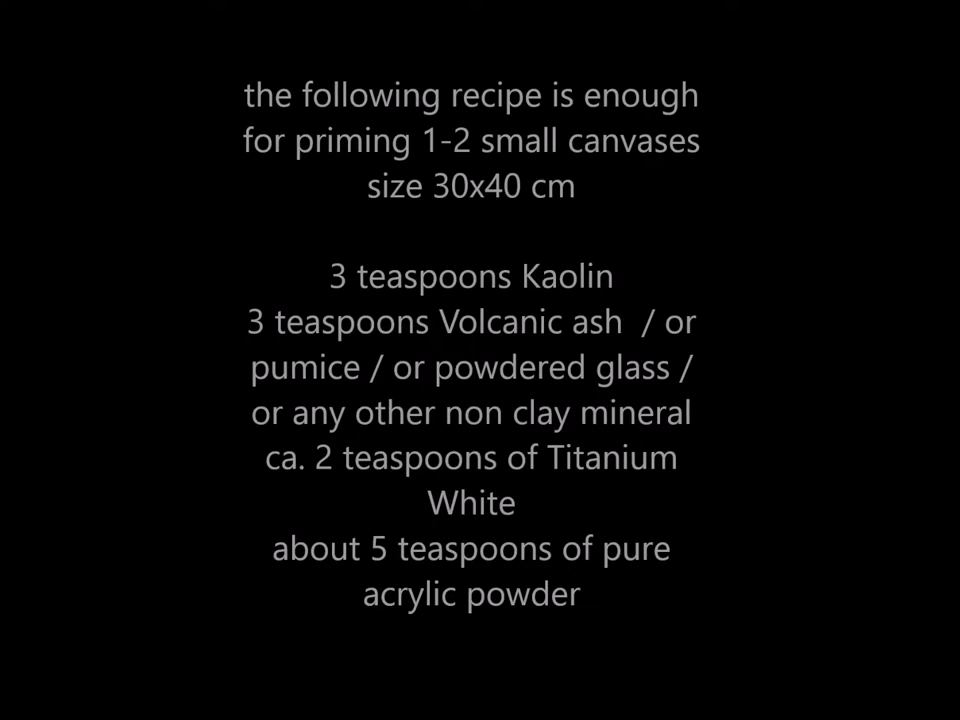 the following recipe is enough
for priming 1-2 small canvases
size 30x40 cm
3 teaspoons Kaolin
3 teaspoons Volcanic ash / or
pumice / or powdered glass /
or any other non clay mineral
ca. 2 teaspoons of Titanium
White
about 5 teaspoons of pure
acrylic powder